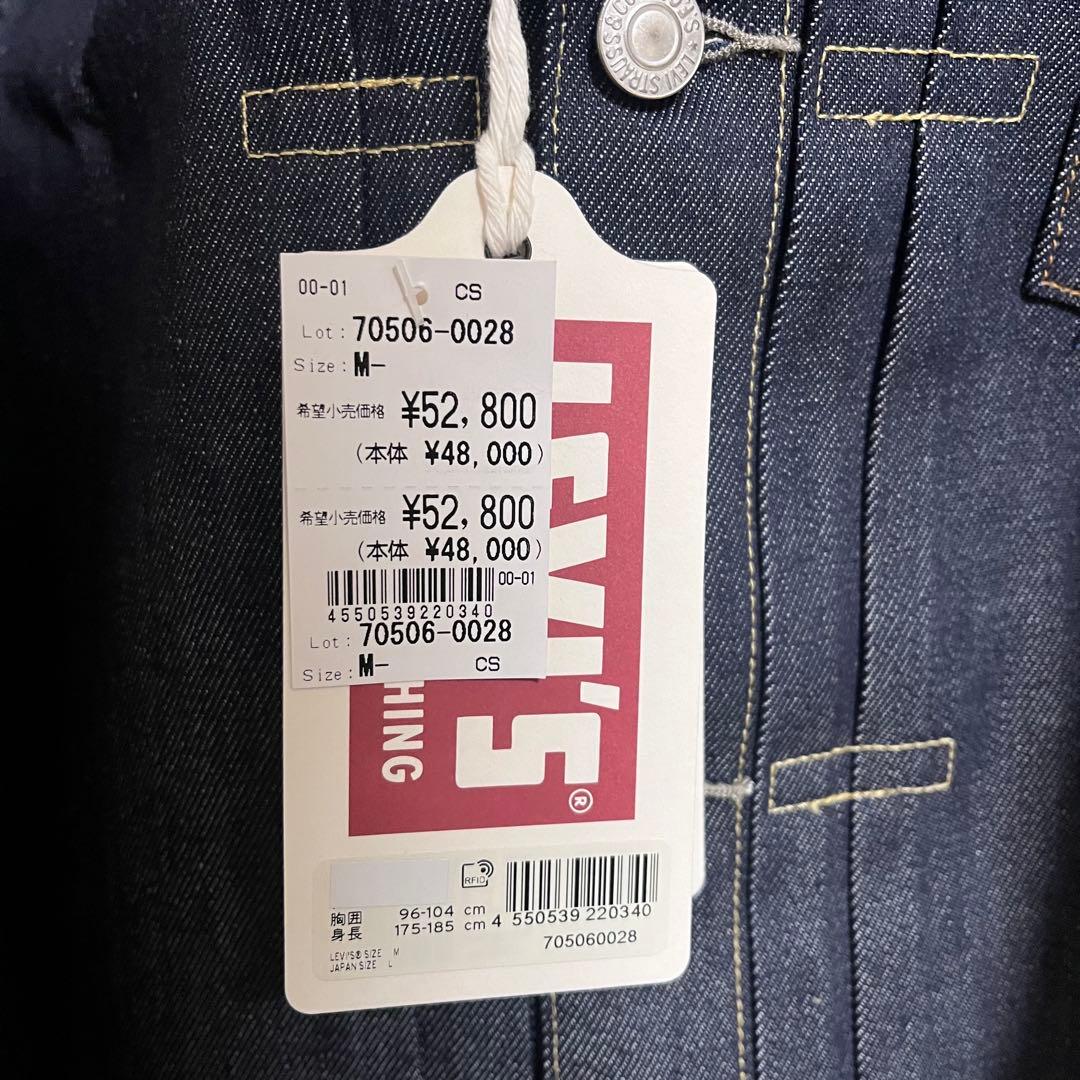 LEVI STRAUSS & CO
00-01 CS
Lot: 70506-0028
Size: M-
希望小売価格 ¥52,800
(本体 ¥48,000)
希望小売価格 ¥52,800
(本体 ¥48,000)
00-01
4550539220340
Lot: 70506-0028
Size: M- CS
LEVI'S®
HING
RFID
胸囲 96-104 cm
身長 175-185 cm
LEVI'S® SIZE M
JAPAN SIZE L
4 550539 220340
705060028